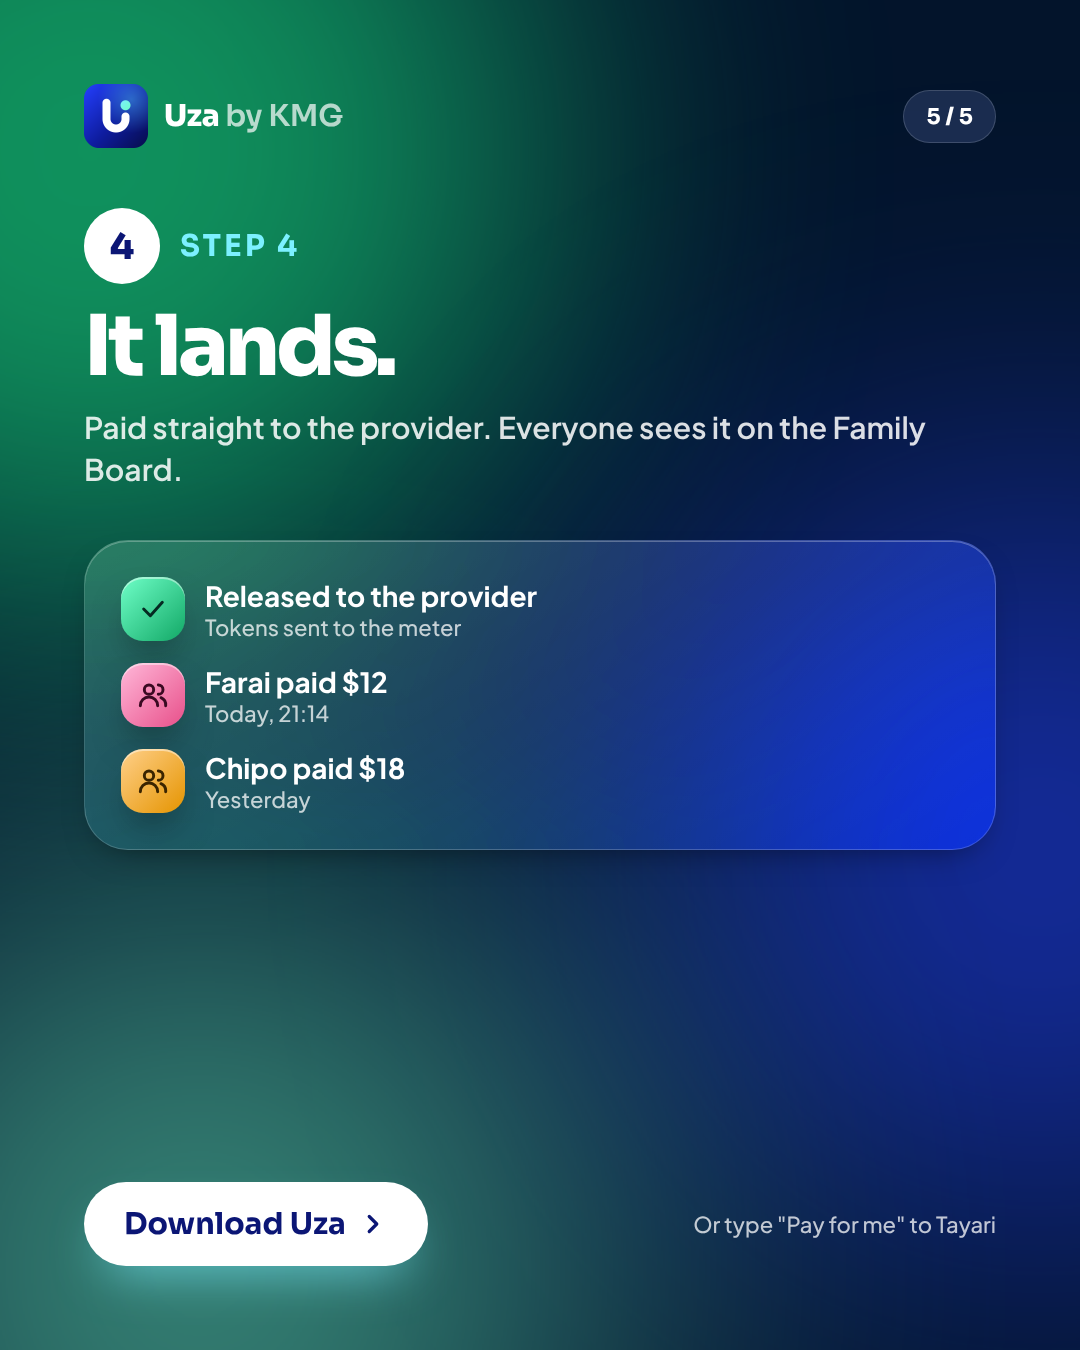 Uza by KMG
5 / 5
4
STEP 4
It lands.
Paid straight to the provider. Everyone sees it on the Family
Board.
Released to the provider
Tokens sent to the meter
Farai paid $12
Today, 21:14
Chipo paid $18
Yesterday
Download Uza
Or type "Pay for me" to Tayari